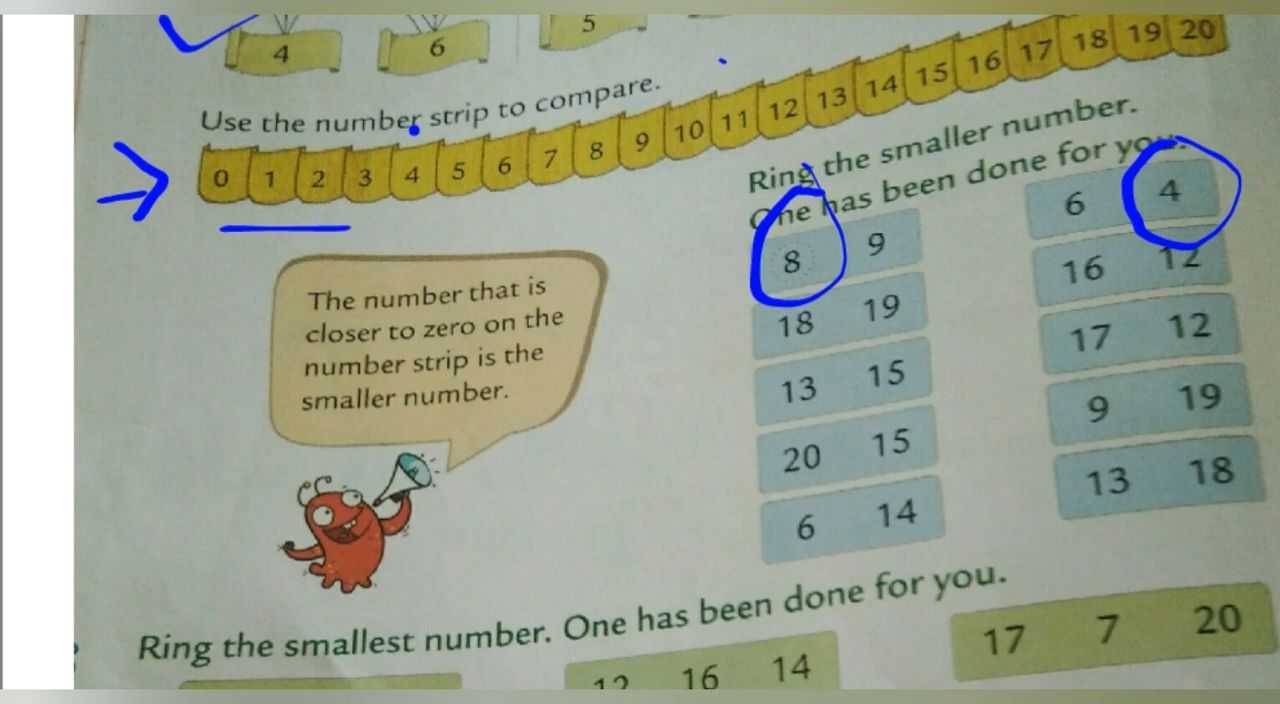 4 6 5
Use the number strip to compare.
0 1 2 3 4 5 6 7 8 9 10 11 12 13 14 15 16 17 18 19 20
Ring the smaller number.
One has been done for you.
8 9
18 19
13 15
20 15
6 14
6 4
16 12
17 12
9 19
13 18
The number that is
closer to zero on the
number strip is the
smaller number.
Ring the smallest number. One has been done for you.
12 16 14
17 7 20